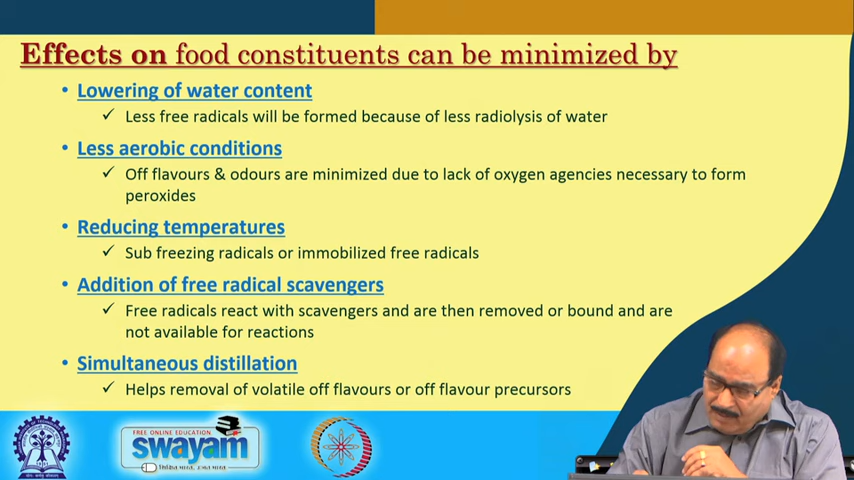 Effects on food constituents can be minimized by
• Lowering of water content
✓ Less free radicals will be formed because of less radiolysis of water
• Less aerobic conditions
✓ Off flavours & odours are minimized due to lack of oxygen agencies necessary to form
peroxides
• Reducing temperatures
✓ Sub freezing radicals or immobilized free radicals
• Addition of free radical scavengers
✓ Free radicals react with scavengers and are then removed or bound and are
not available for reactions
• Simultaneous distillation
✓ Helps removal of volatile off flavours or off flavour precursors
FREE ONLINE EDUCATION
swayam